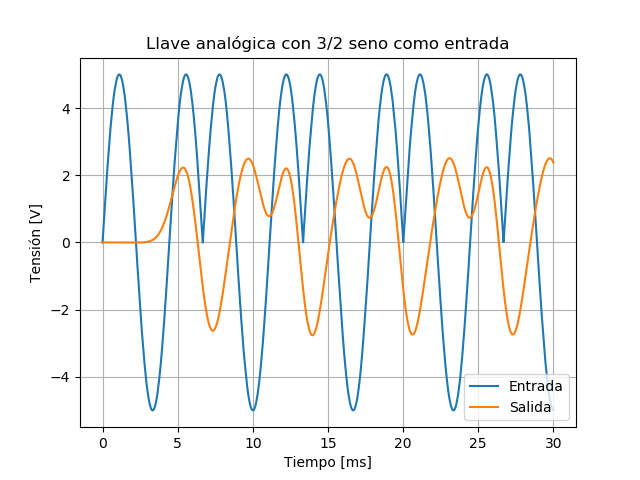 Llave analógica con 3/2 seno como entrada
Tensión [V]
4
2
0
−2
−4
0 5 10 15 20 25 30
Tiempo [ms]
Entrada
Salida